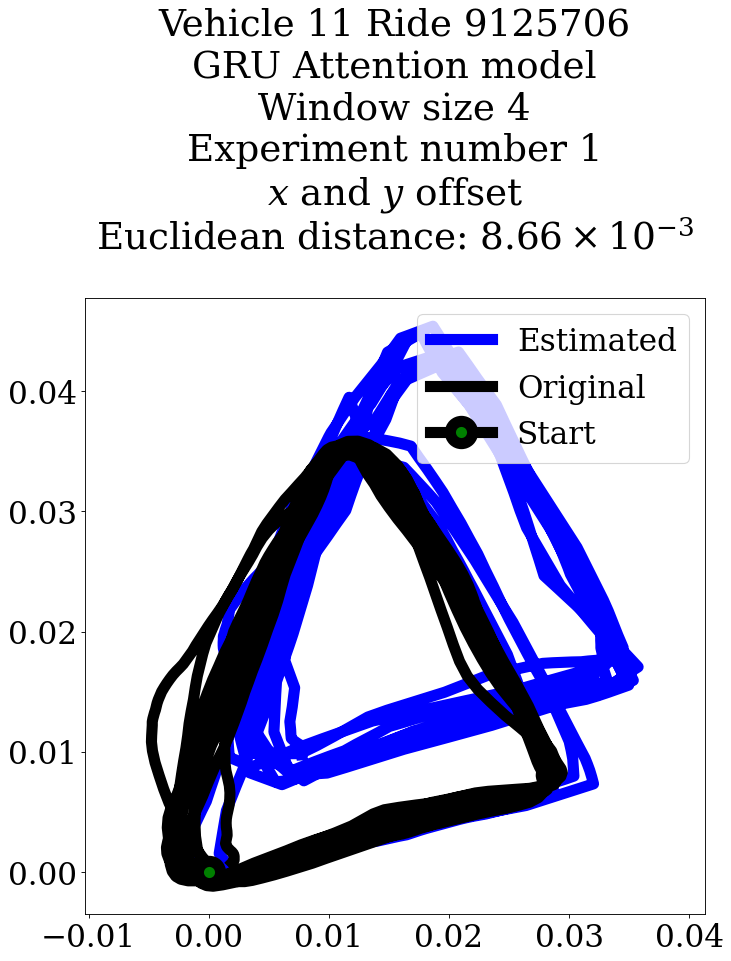 Vehicle 11 Ride 9125706
GRU Attention model
Window size 4
Experiment number 1
x and y offset
Euclidean distance: 8.66 × 10⁻³
Estimated
Original
Start
0.04
0.03
0.02
0.01
0.00
−0.01 0.00 0.01 0.02 0.03 0.04